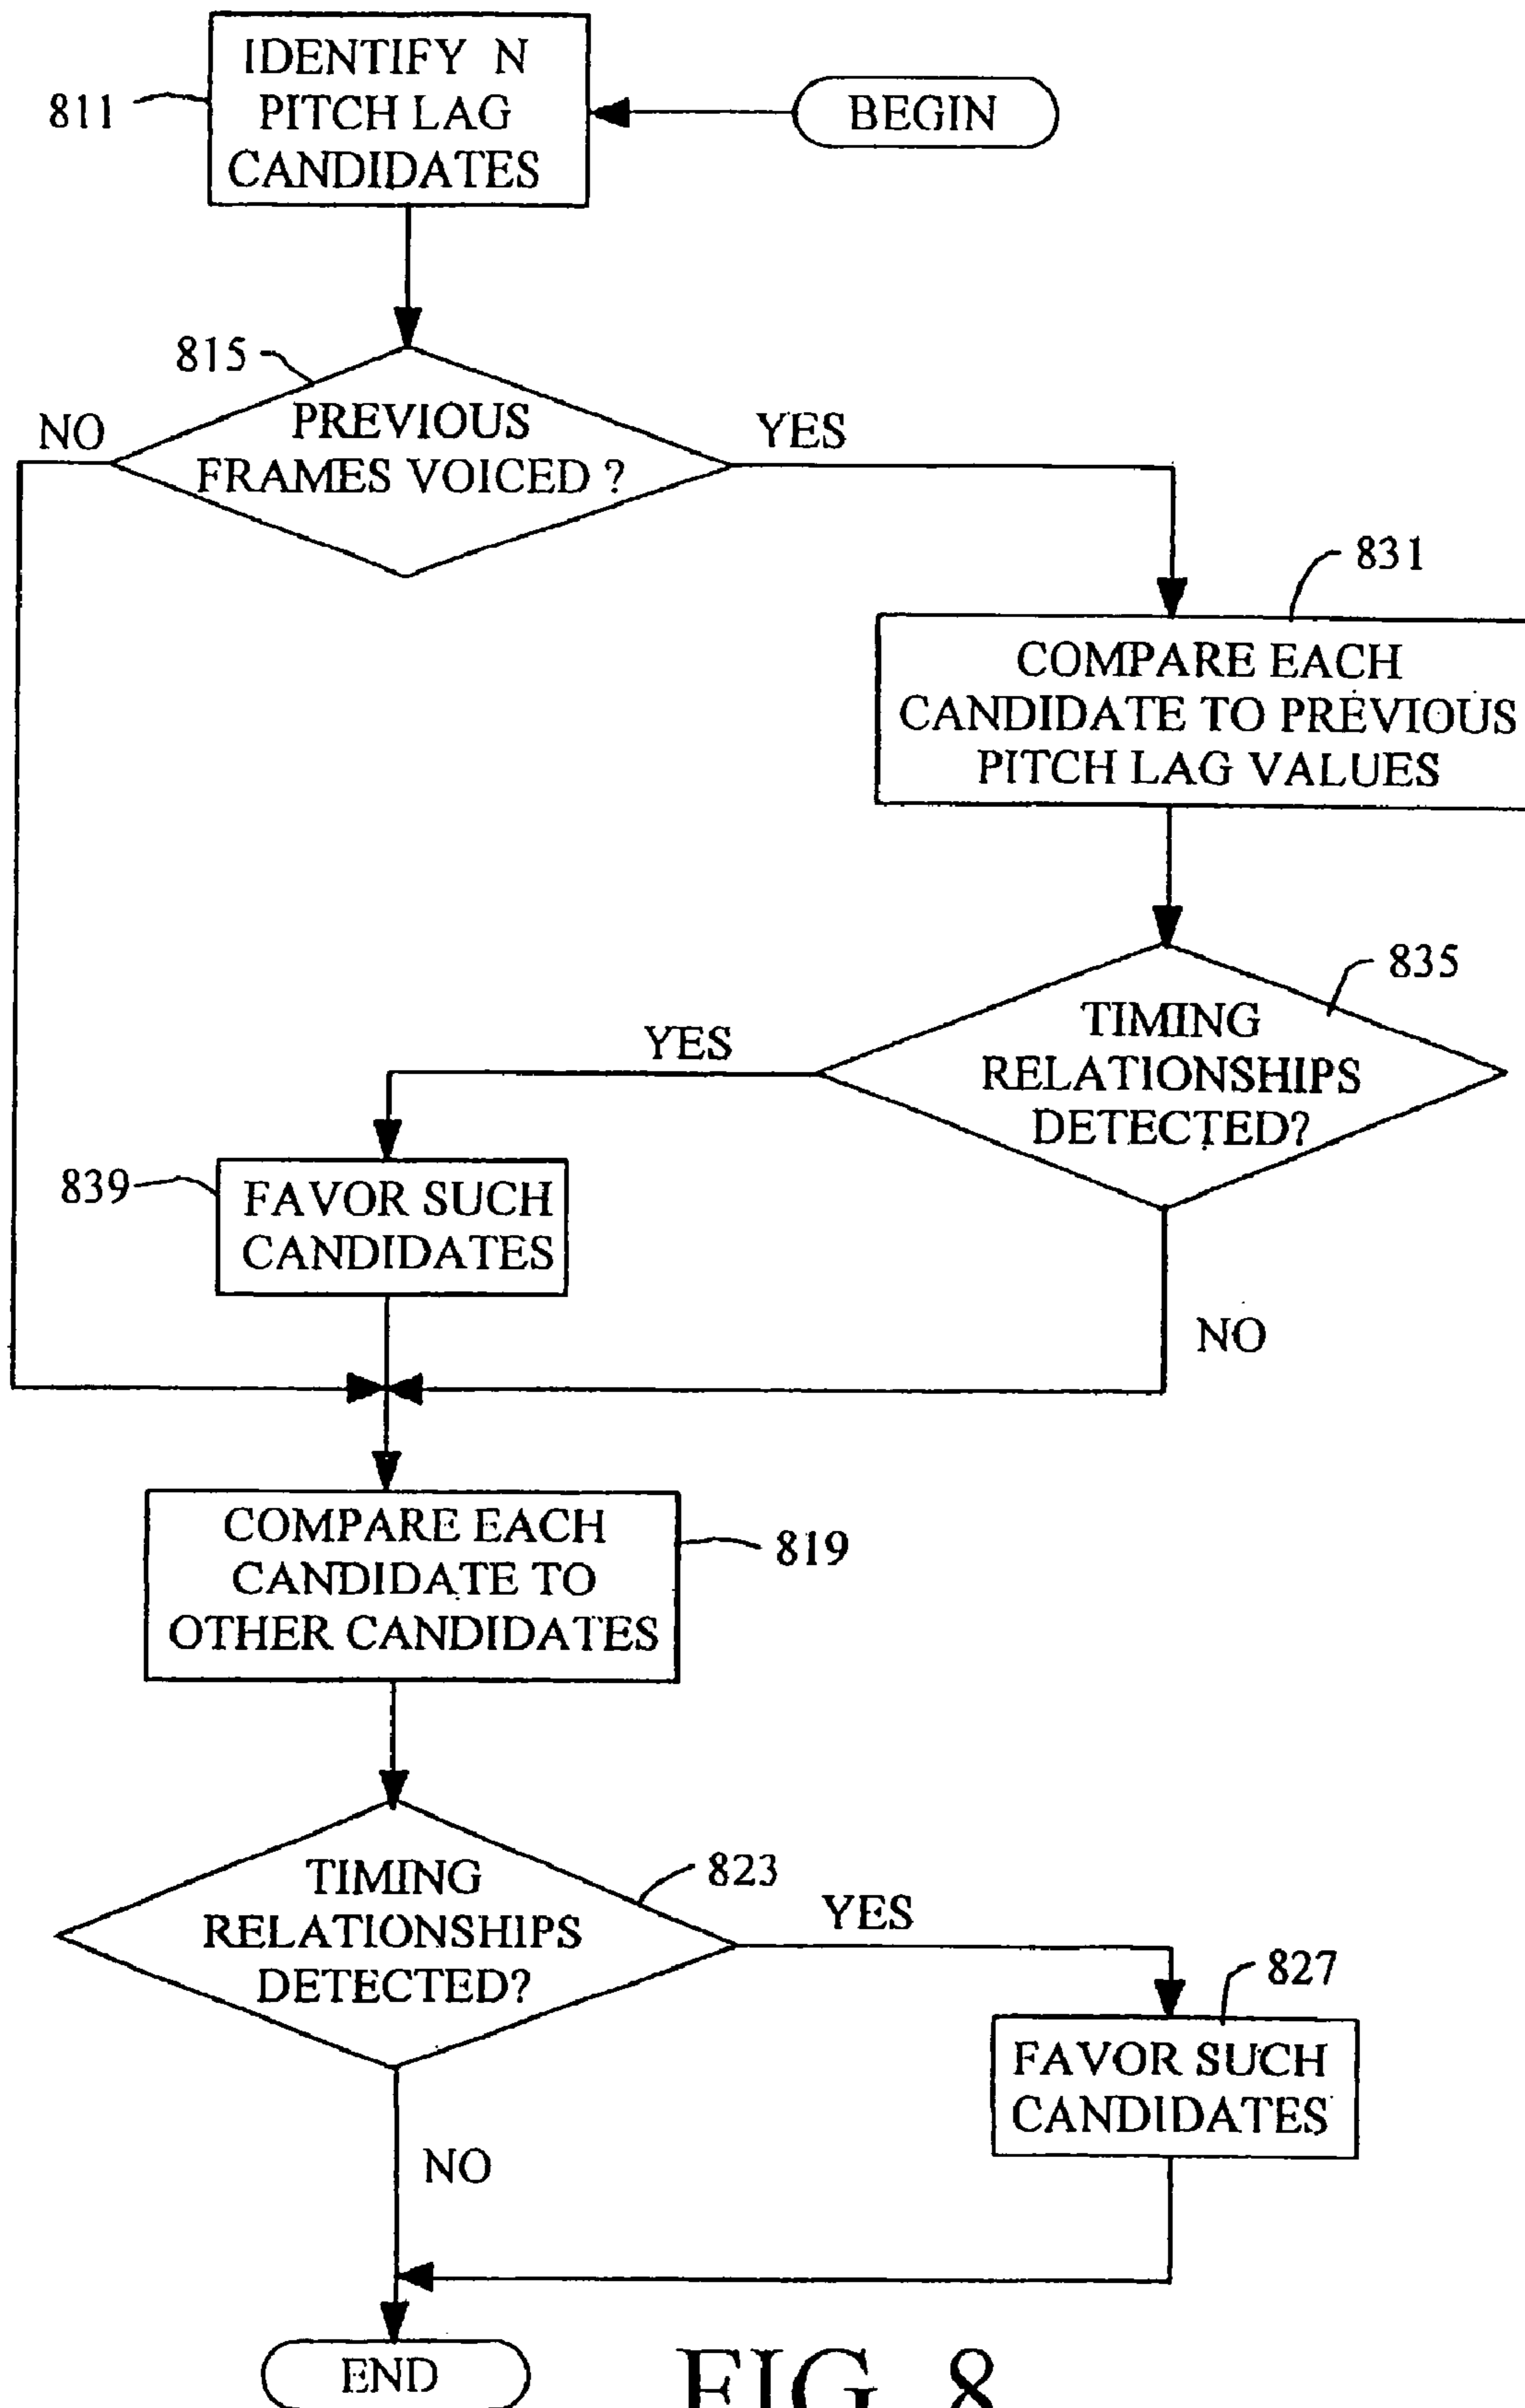 IDENTIFY N
PITCH LAG
CANDIDATES
811
BEGIN
815
PREVIOUS
FRAMES VOICED ?
NO
YES
831
COMPARE EACH
CANDIDATE TO PREVIOUS
PITCH LAG VALUES
835
TIMING
RELATIONSHIPS
DETECTED?
YES
839
FAVOR SUCH
CANDIDATES
NO
COMPARE EACH
CANDIDATE TO
OTHER CANDIDATES
819
TIMING
RELATIONSHIPS
DETECTED?
823
YES
827
FAVOR SUCH
CANDIDATES
NO
END
FIG. 8